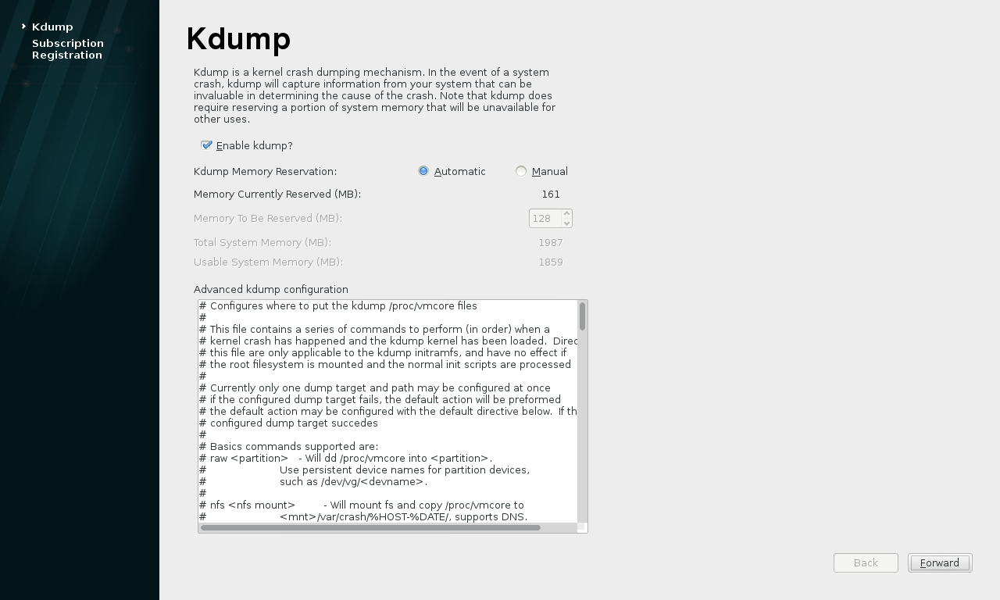 Kdump
Subscription
Registration
Kdump
Kdump is a kernel crash dumping mechanism. In the event of a system
crash, kdump will capture information from your system that can be
invaluable in determining the cause of the crash. Note that kdump does
require reserving a portion of system memory that will be unavailable for
other uses.
Enable kdump?
Kdump Memory Reservation: Automatic Manual
Memory Currently Reserved (MB): 161
Memory To Be Reserved (MB): 128
Total System Memory (MB): 1987
Usable System Memory (MB): 1859
Advanced kdump configuration
# Configures where to put the kdump /proc/vmcore files
#
# This file contains a series of commands to perform (in order) when a
# kernel crash has happened and the kdump kernel has been loaded.  Direc
# this file are only applicable to the kdump initramfs, and have no effect if
# the root filesystem is mounted and the normal init scripts are processed
#
# Currently only one dump target and path may be configured at once
# if the configured dump target fails, the default action will be preformed
# the default action may be configured with the default directive below.  If th
# configured dump target succedes
#
# Basics commands supported are:
# raw <partition>   - Will dd /proc/vmcore into <partition>.
#                       Use persistent device names for partition devices,
#                       such as /dev/vg/<devname>.
#
# nfs <nfs mount>         - Will mount fs and copy /proc/vmcore to
#                       <mnt>/var/crash/%HOST-%DATE/, supports DNS.
Back Forward